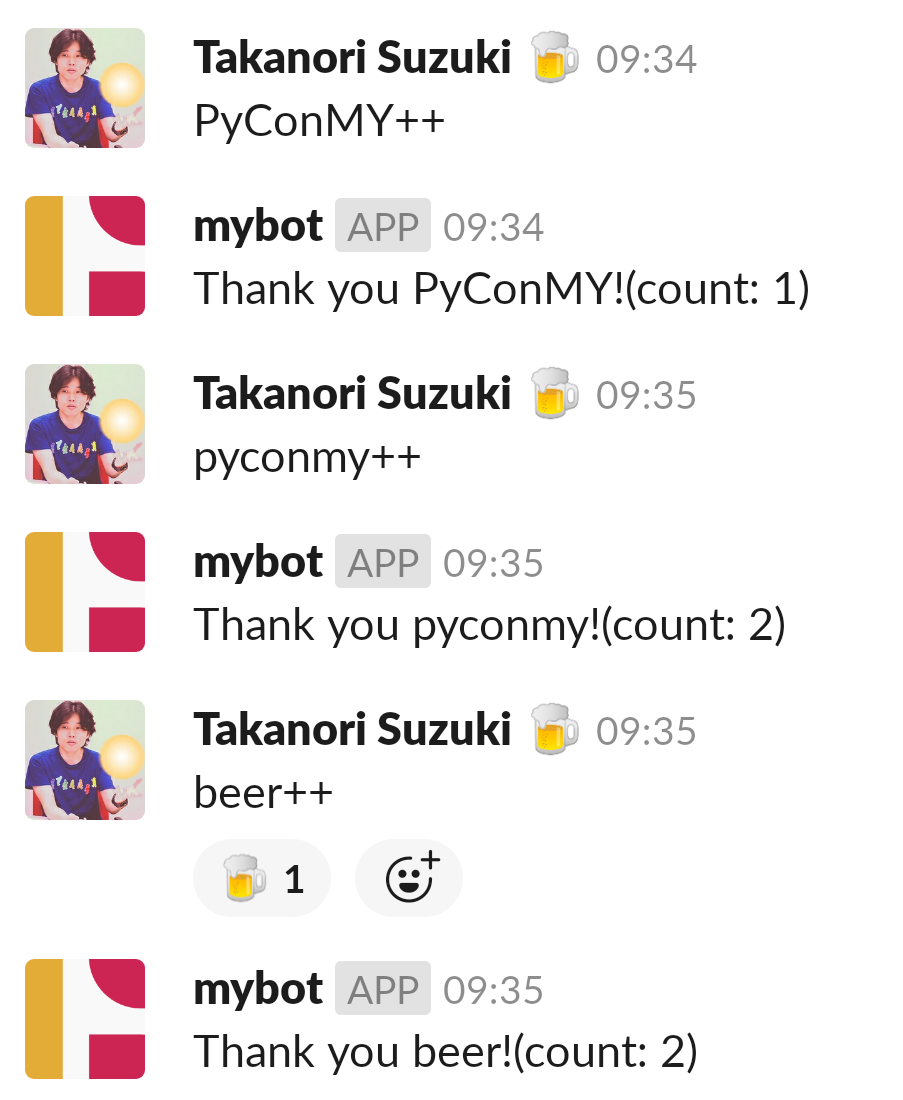 Takanori Suzuki 🍺 09:34
PyConMY++
mybot APP 09:34
Thank you PyConMY!(count: 1)
Takanori Suzuki 🍺 09:35
pyconmy++
mybot APP 09:35
Thank you pyconmy!(count: 2)
Takanori Suzuki 🍺 09:35
beer++
🍺 1
mybot APP 09:35
Thank you beer!(count: 2)